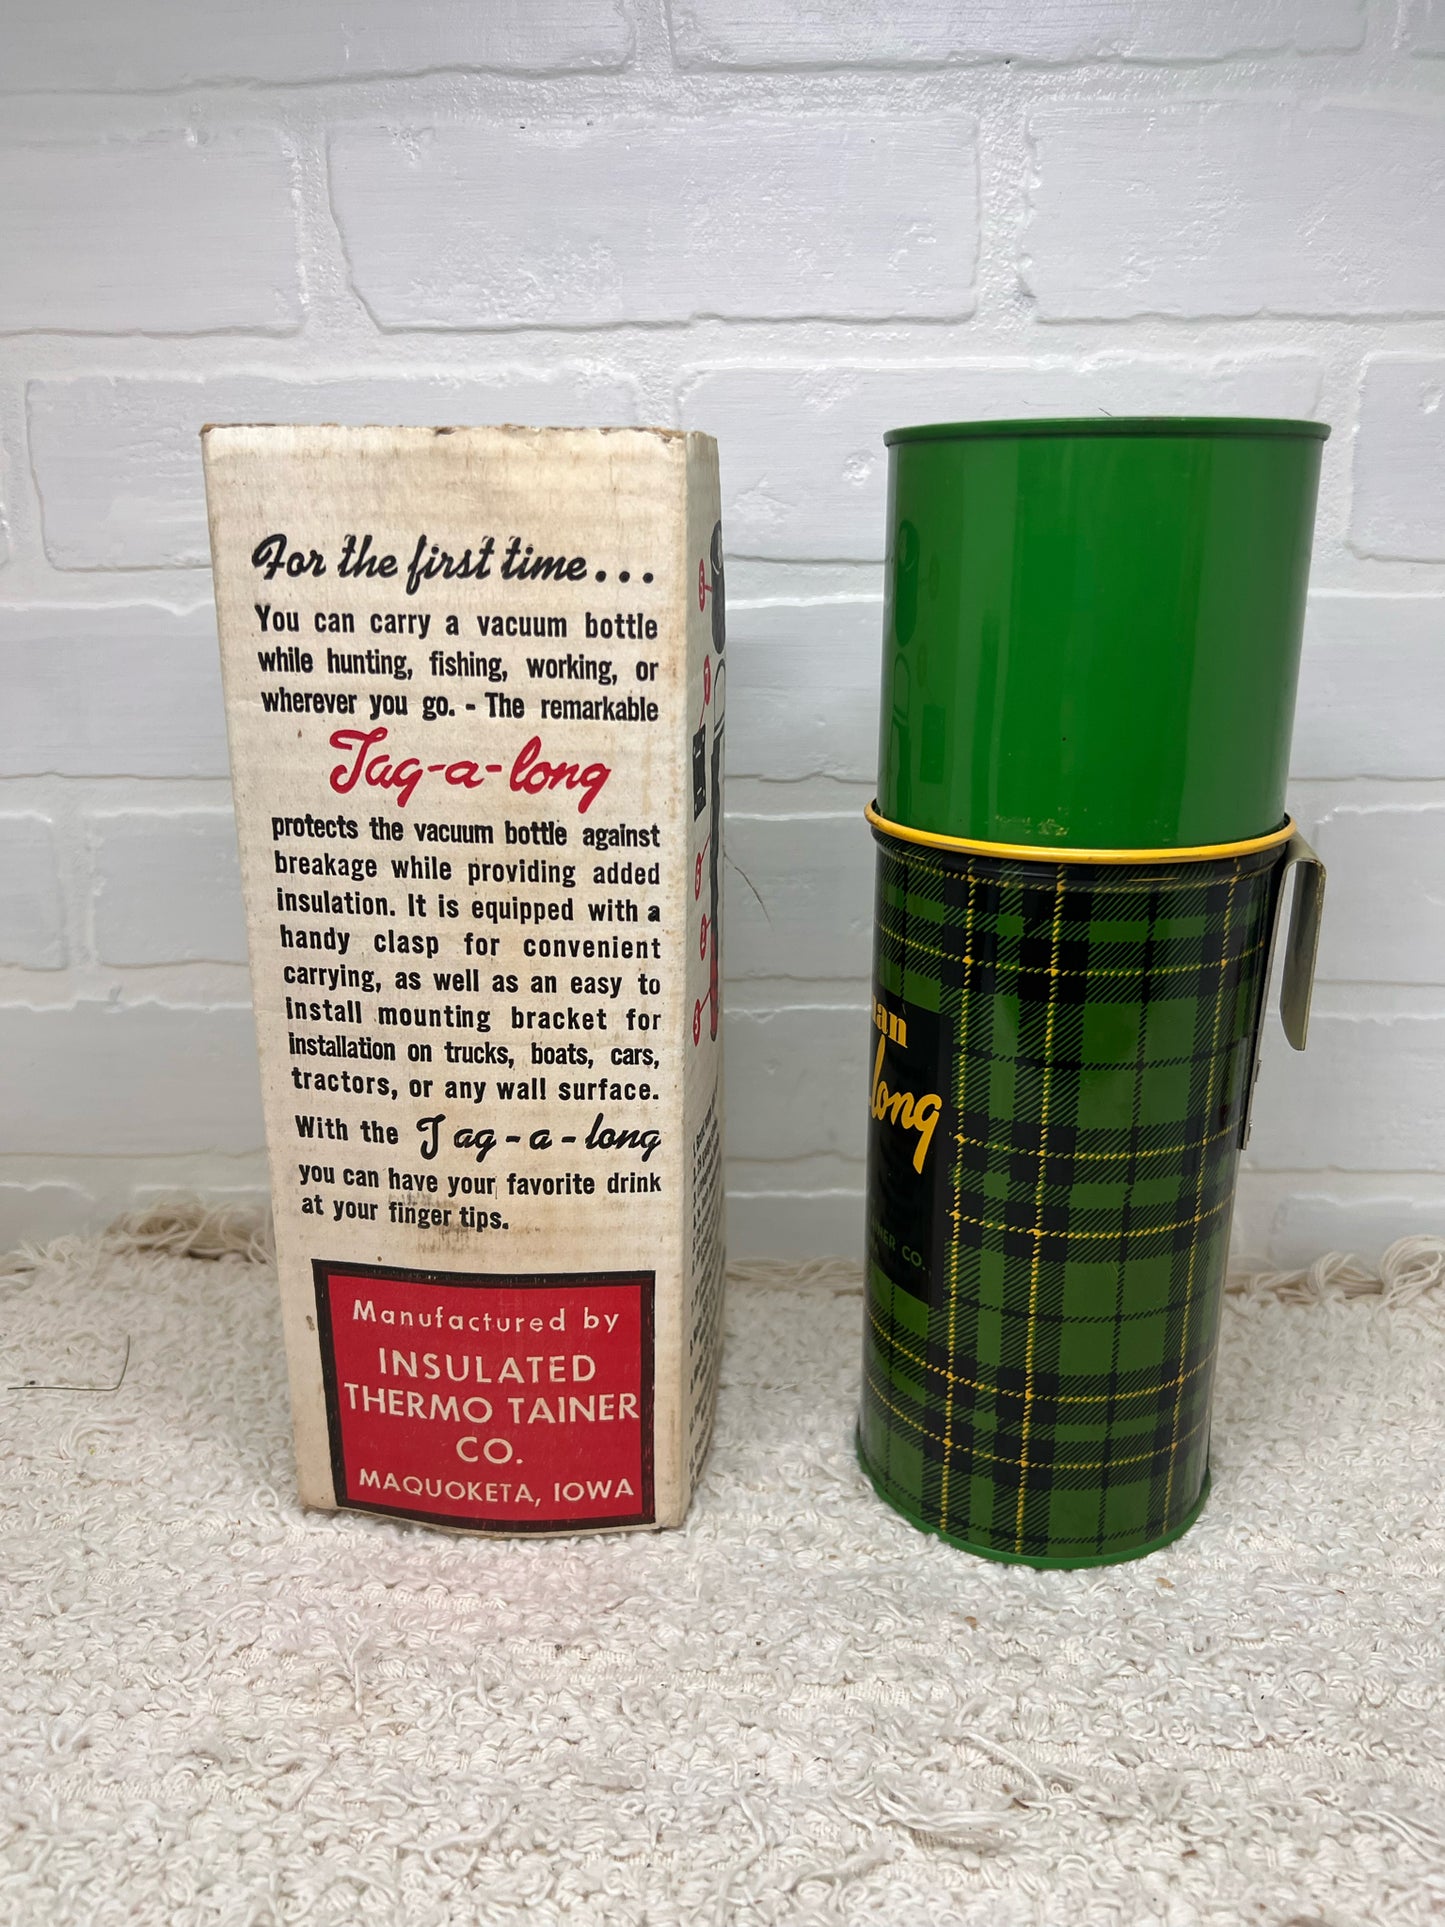 For the first time...
You can carry a vacuum bottle
while hunting, fishing, working, or
wherever you go. - The remarkable
Tag-a-long
protects the vacuum bottle against
breakage while providing added
insulation. It is equipped with a
handy clasp for convenient
carrying, as well as an easy to
install mounting bracket for
installation on trucks, boats, cars,
tractors, or any wall surface.
With the Tag-a-long
you can have your favorite drink
at your finger tips.
Manufactured by
INSULATED
THERMO TAINER
CO.
MAQUOKETA, IOWA
man
long
NER CO.